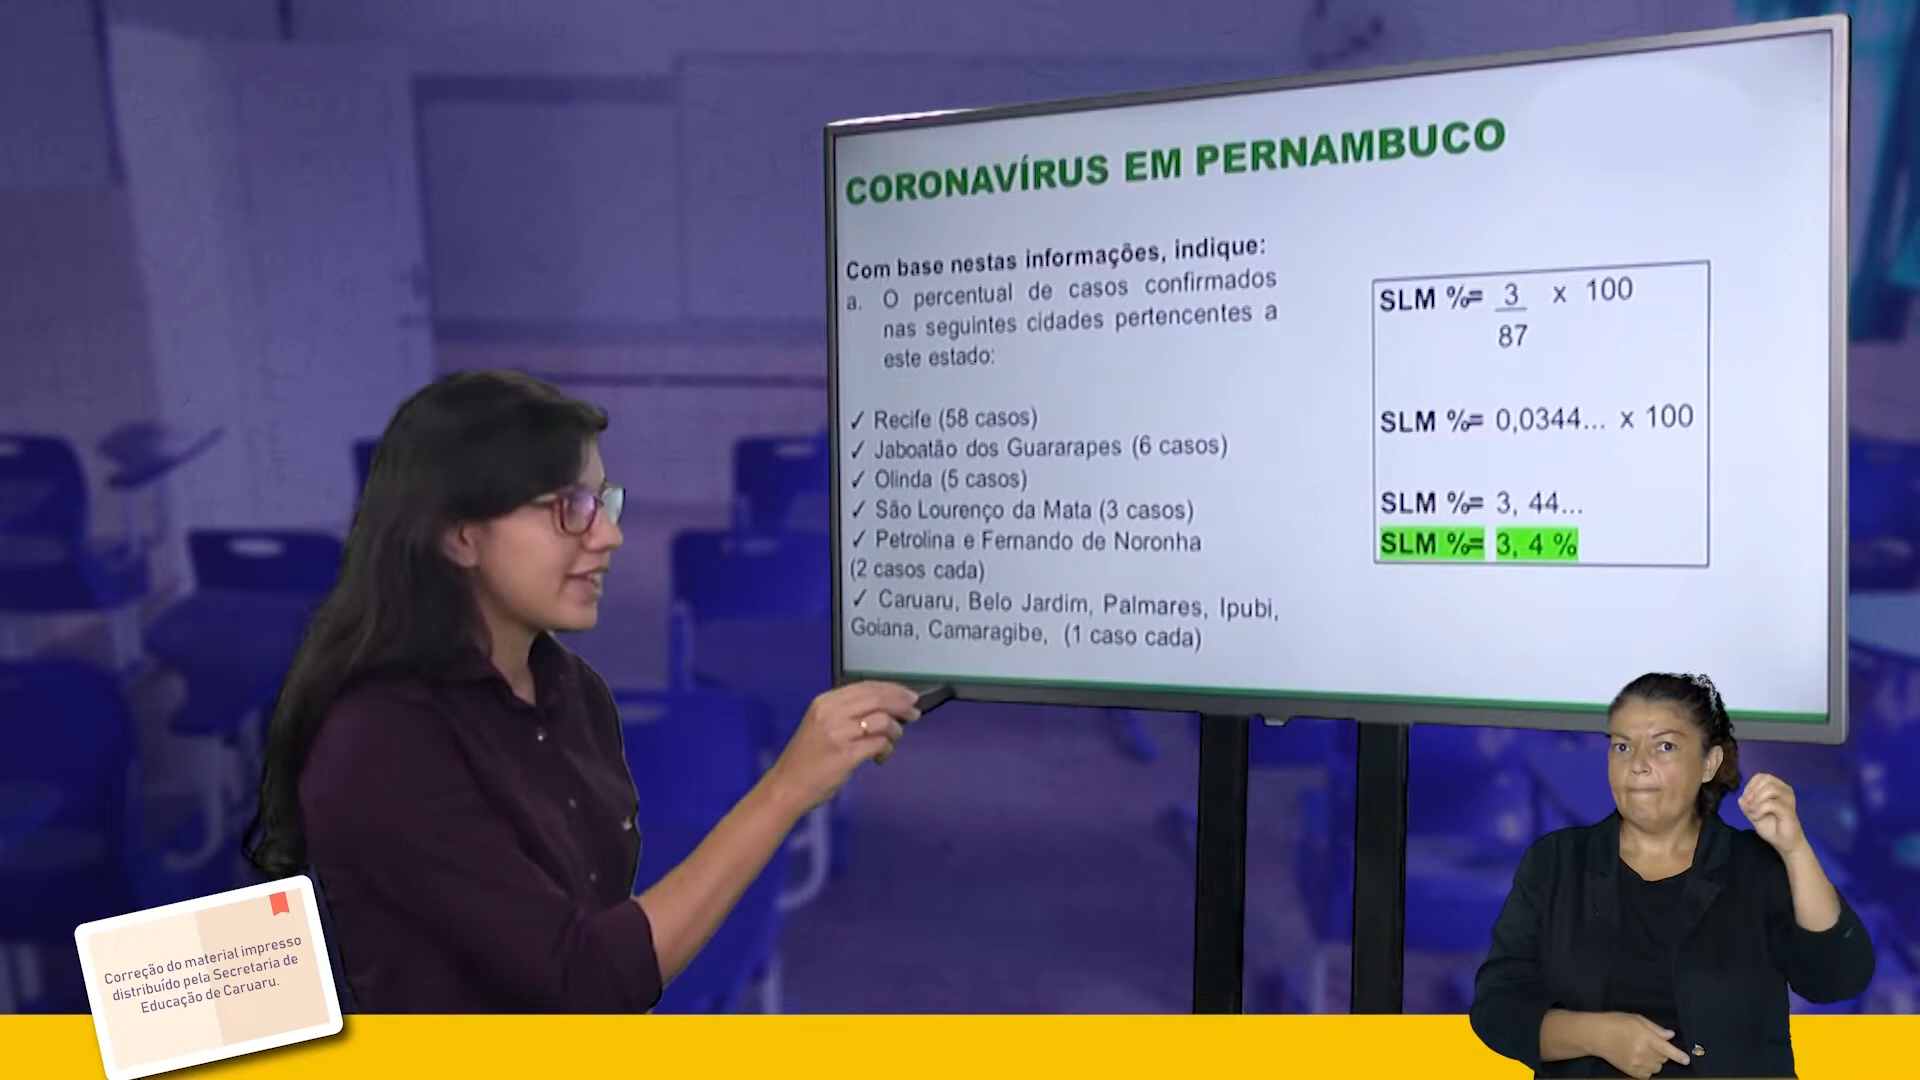 CORONAVÍRUS EM PERNAMBUCO
Com base nestas informações, indique:
a. O percentual de casos confirmados
nas seguintes cidades pertencentes a
este estado:
✓ Recife (58 casos)
✓ Jaboatão dos Guararapes (6 casos)
✓ Olinda (5 casos)
✓ São Lourenço da Mata (3 casos)
✓ Petrolina e Fernando de Noronha
(2 casos cada)
✓ Caruaru, Belo Jardim, Palmares, Ipubi,
Goiana, Camaragibe, (1 caso cada)
SLM %= 3 x 100
87
SLM %= 0,0344... x 100
SLM %= 3, 44...
SLM %= 3, 4 %
Correção do material impresso
distribuído pela Secretaria de
Educação de Caruaru.